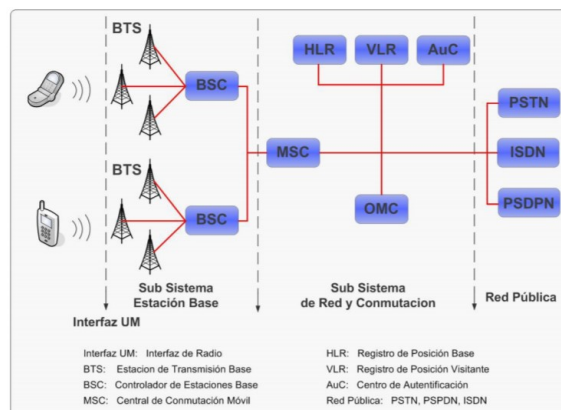 BTS
HLR
VLR
AuC
BSC
PSTN
MSC
ISDN
BTS
BSC
OMC
PSDPN
Sub Sistema
Estación Base
Sub Sistema
de Red y Conmutacion
Red Pública
Interfaz UM
Interfaz UM: Interfaz de Radio
BTS: Estacion de Transmisión Base
BSC: Controlador de Estaciones Base
MSC: Central de Conmutación Móvil
HLR: Registro de Posición Base
VLR: Registro de Posición Visitante
AuC: Centro de Autentificación
Red Pública: PSTN, PSPDN, ISDN